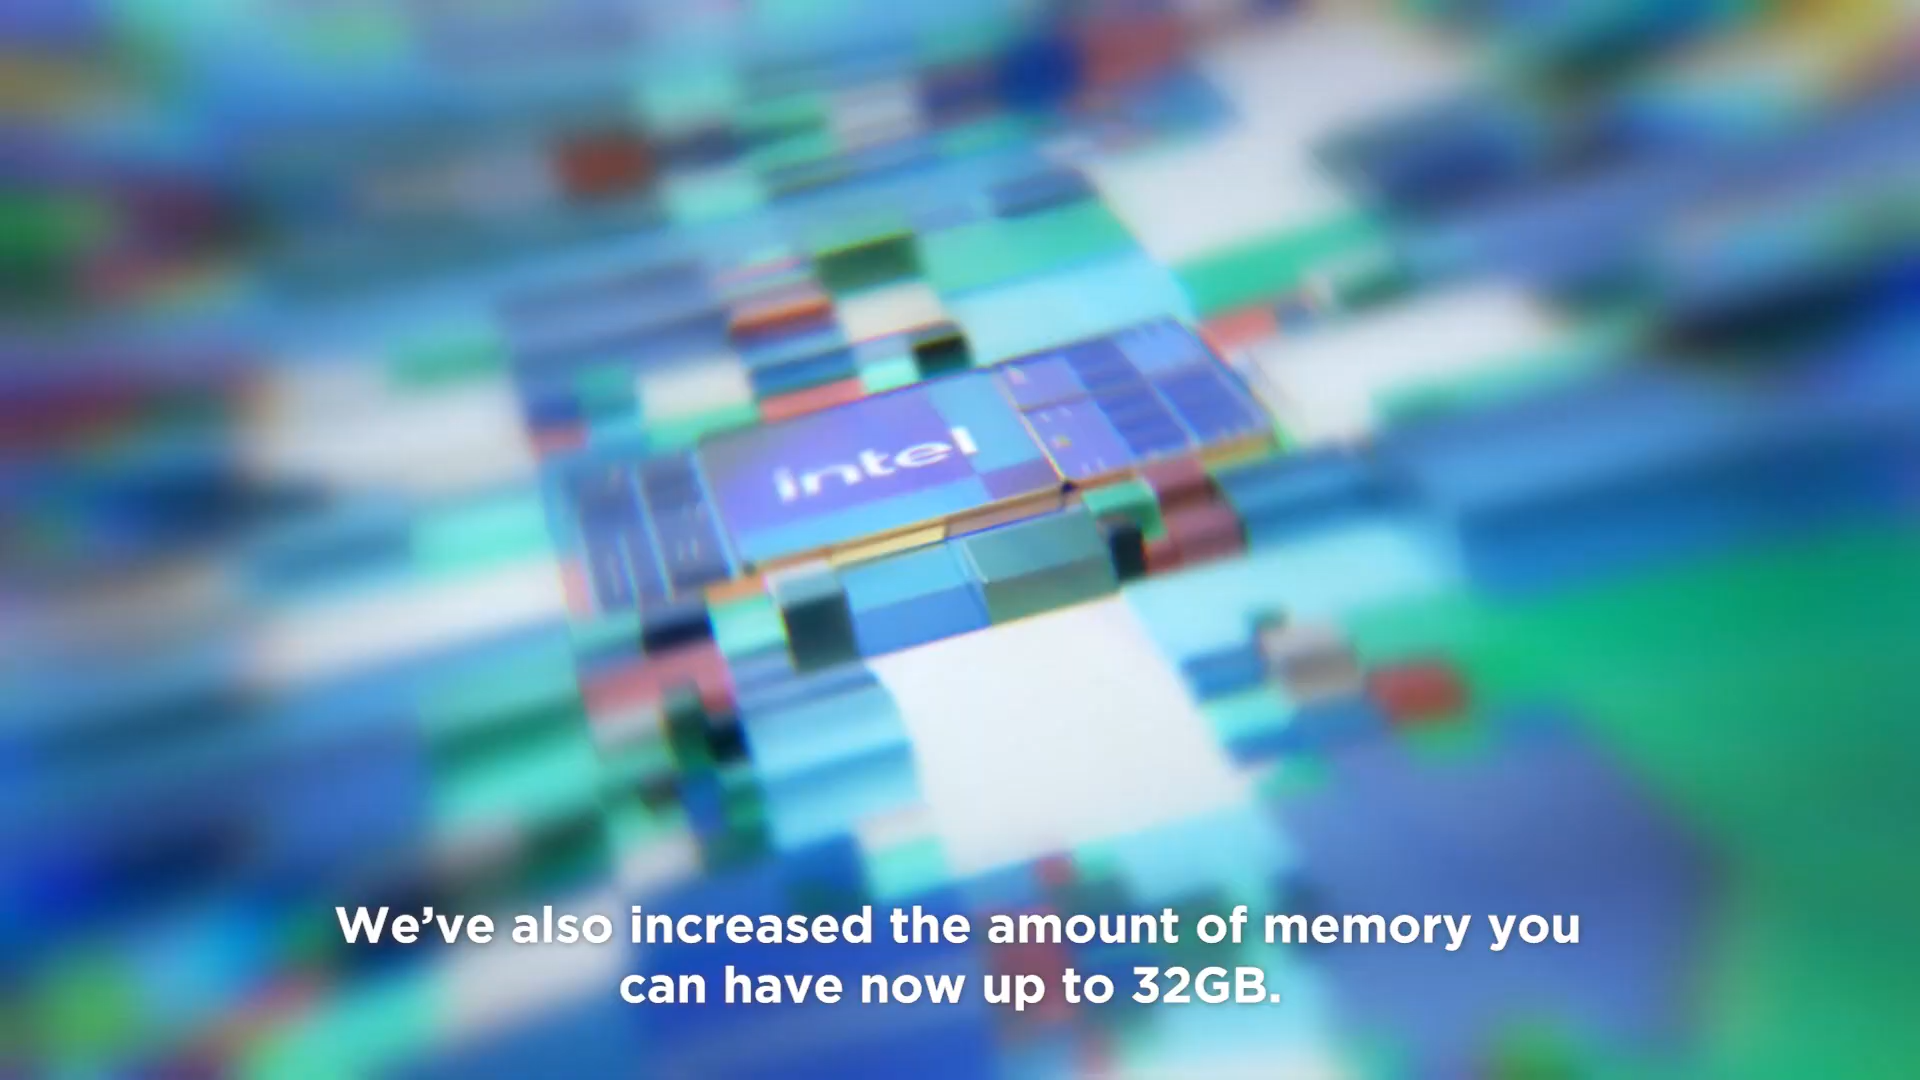 intel
We’ve also increased the amount of memory you
can have now up to 32GB.